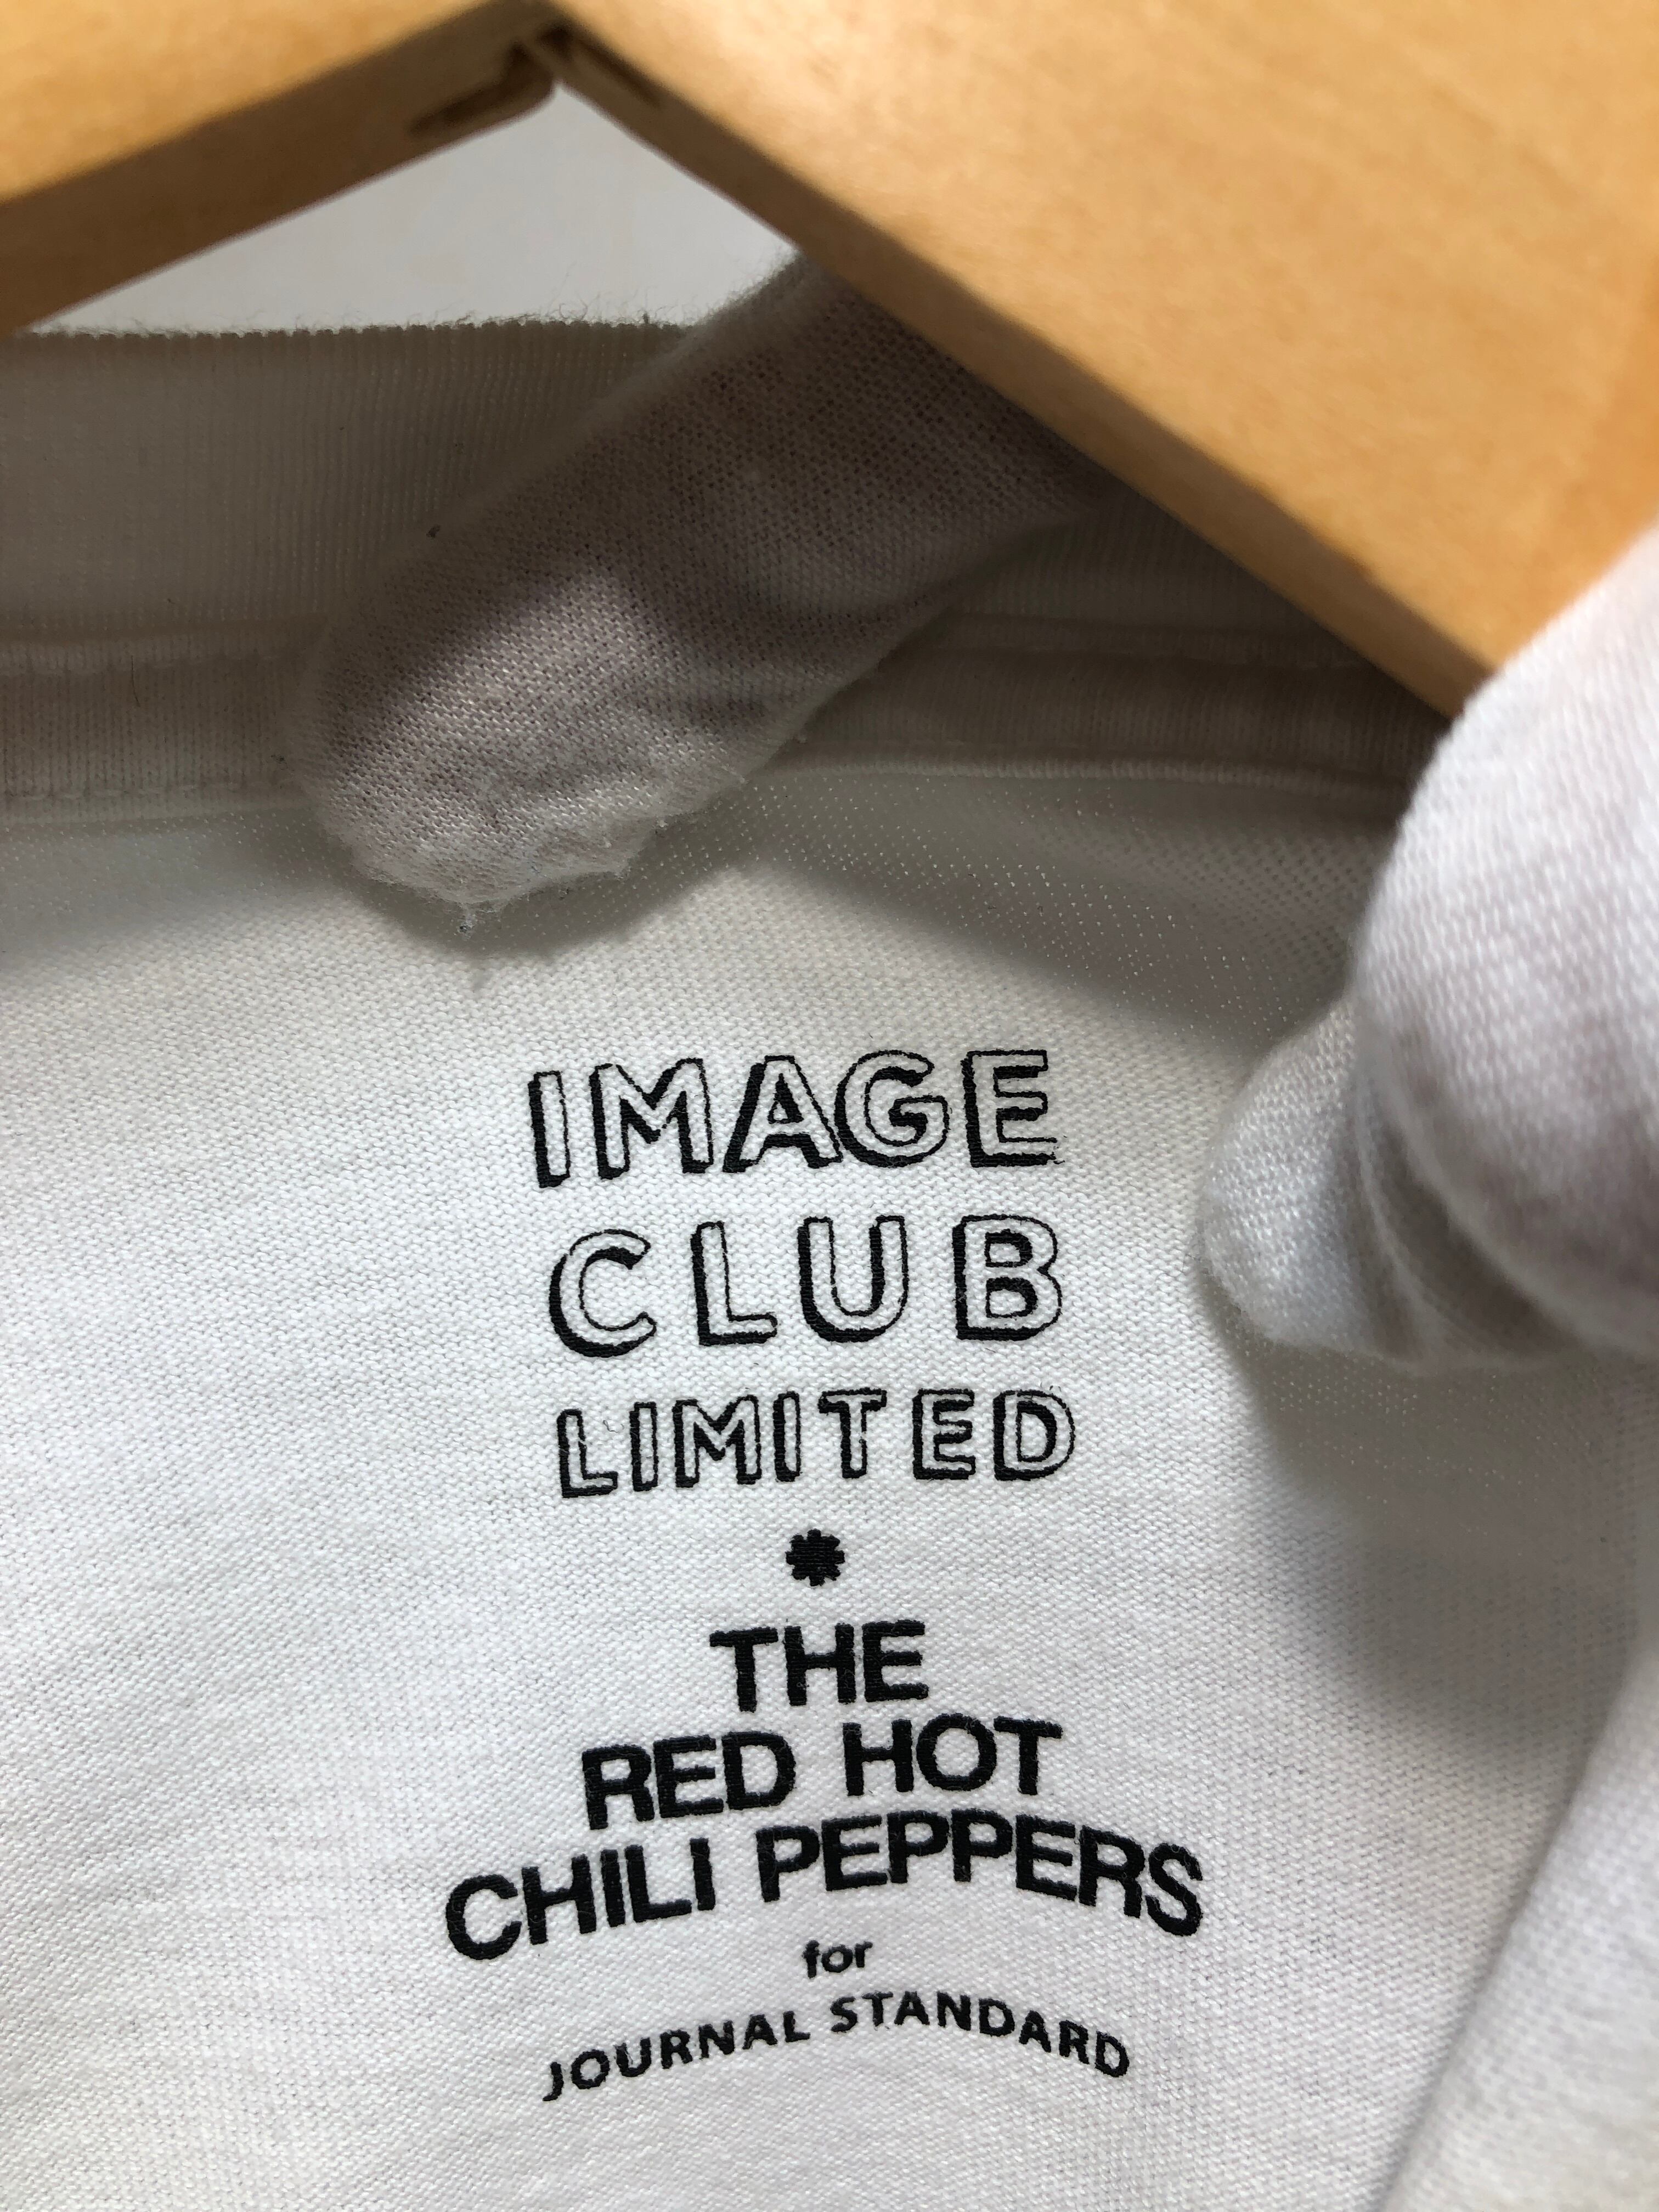 IMAGE
CLUB
LIMITED
THE
RED HOT
CHILI PEPPERS
for
JOURNAL STANDARD